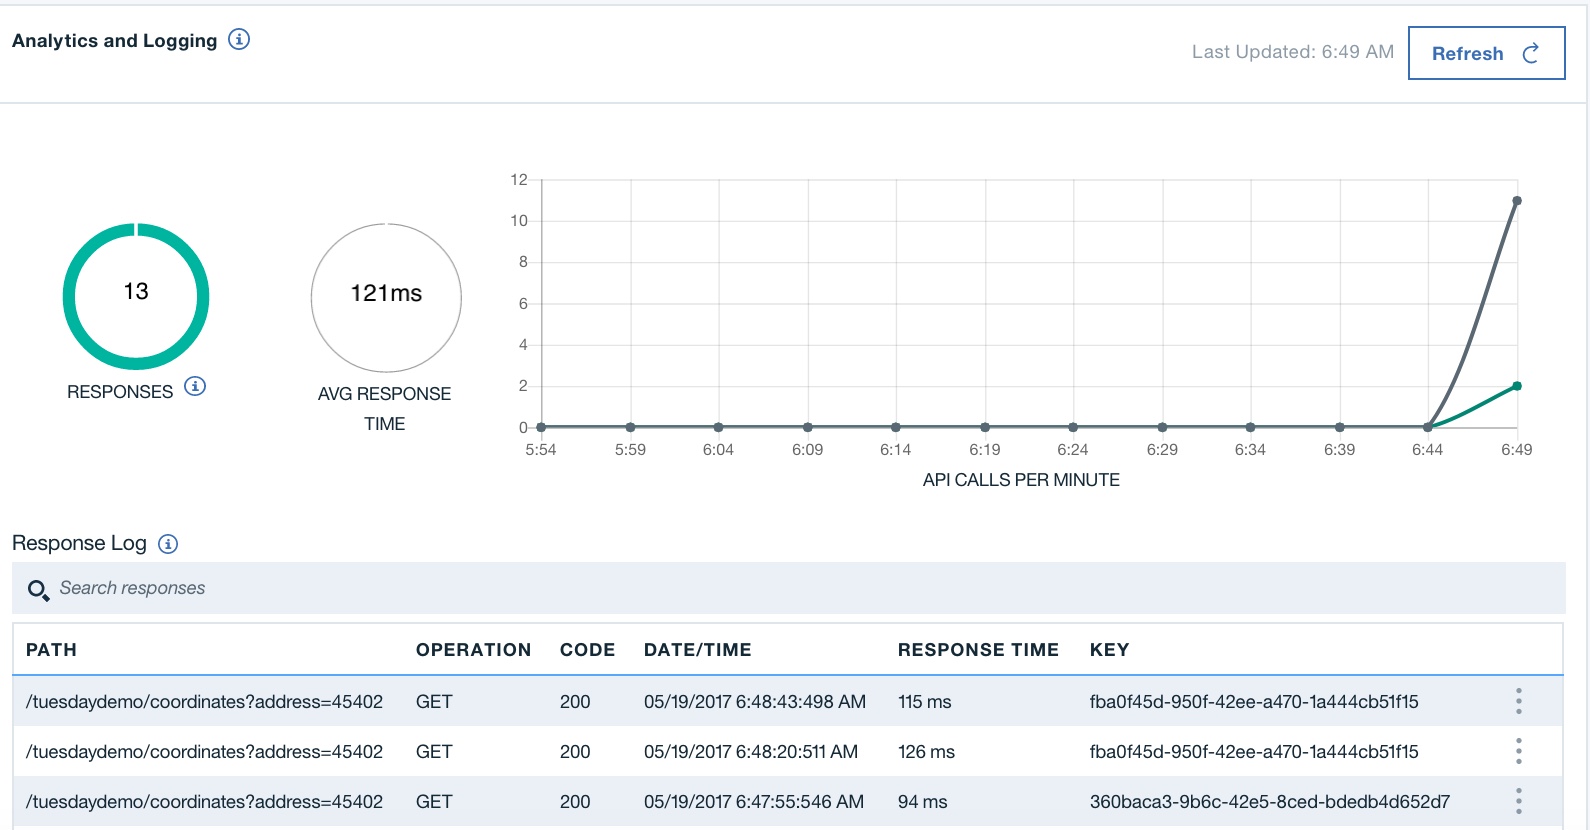 Analytics and Logging
Last Updated: 6:49 AM
Refresh
13
RESPONSES
121ms
AVG RESPONSE
TIME
12
10
8
6
4
2
0
5:54 5:59 6:04 6:09 6:14 6:19 6:24 6:29 6:34 6:39 6:44 6:49
API CALLS PER MINUTE
Response Log
Search responses
PATH OPERATION CODE DATE/TIME RESPONSE TIME KEY
/tuesdaydemo/coordinates?address=45402 GET 200 05/19/2017 6:48:43:498 AM 115 ms fba0f45d-950f-42ee-a470-1a444cb51f15
/tuesdaydemo/coordinates?address=45402 GET 200 05/19/2017 6:48:20:511 AM 126 ms fba0f45d-950f-42ee-a470-1a444cb51f15
/tuesdaydemo/coordinates?address=45402 GET 200 05/19/2017 6:47:55:546 AM 94 ms 360baca3-9b6c-42e5-8ced-bdedb4d652d7